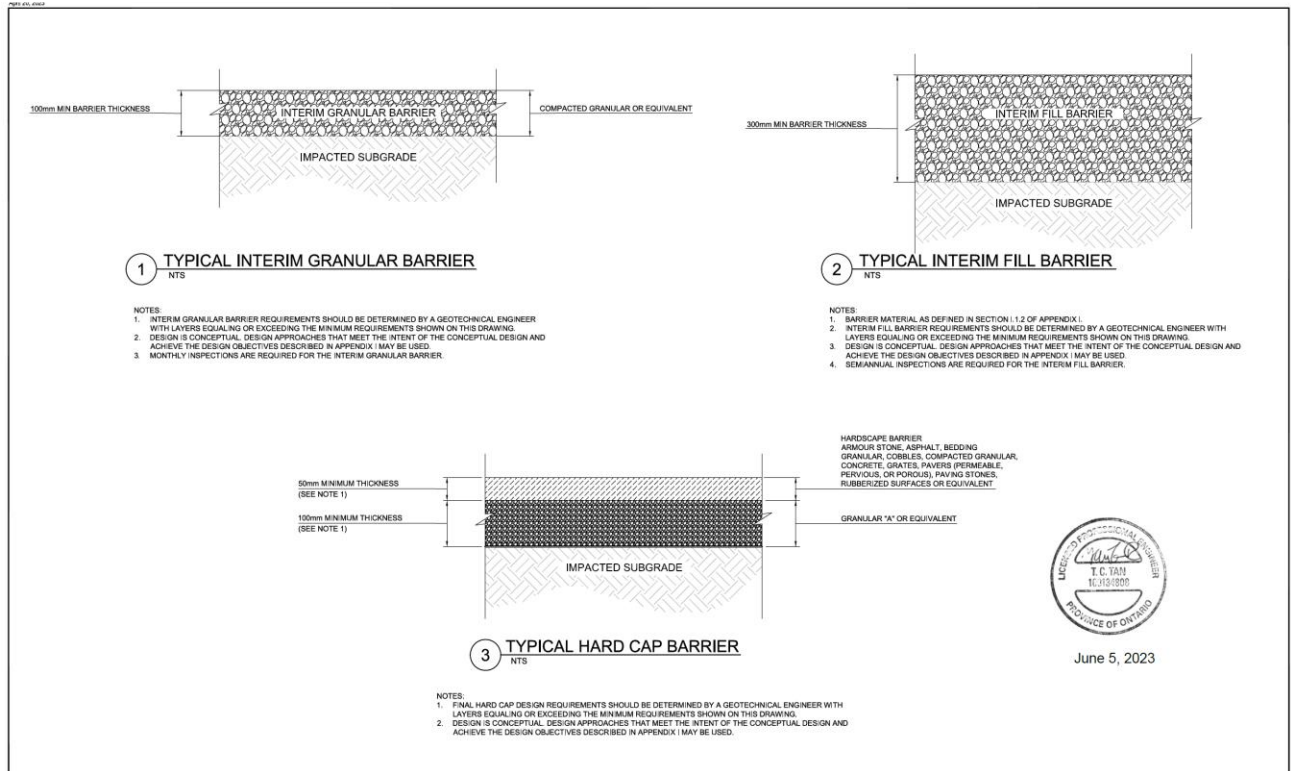 100mm MIN BARRIER THICKNESS
INTERIM GRANULAR BARRIER
COMPACTED GRANULAR OR EQUIVALENT
IMPACTED SUBGRADE
1
TYPICAL INTERIM GRANULAR BARRIER
NTS
NOTES:
1. INTERIM GRANULAR BARRIER REQUIREMENTS SHOULD BE DETERMINED BY A GEOTECHNICAL ENGINEER
WITH LAYERS EQUALING OR EXCEEDING THE MINIMUM REQUIREMENTS SHOWN ON THIS DRAWING.
2. DESIGN IS CONCEPTUAL. DESIGN APPROACHES THAT MEET THE INTENT OF THE CONCEPTUAL DESIGN AND
ACHIEVE THE DESIGN OBJECTIVES DESCRIBED IN APPENDIX I MAY BE USED.
3. MONTHLY INSPECTIONS ARE REQUIRED FOR THE INTERIM GRANULAR BARRIER.
300mm MIN BARRIER THICKNESS
INTERIM FILL BARRIER
IMPACTED SUBGRADE
2
TYPICAL INTERIM FILL BARRIER
NTS
NOTES:
1. BARRIER MATERIAL AS DEFINED IN SECTION I.1.2 OF APPENDIX I.
2. INTERIM FILL BARRIER REQUIREMENTS SHOULD BE DETERMINED BY A GEOTECHNICAL ENGINEER WITH
LAYERS EQUALING OR EXCEEDING THE MINIMUM REQUIREMENTS SHOWN ON THIS DRAWING.
3. DESIGN IS CONCEPTUAL. DESIGN APPROACHES THAT MEET THE INTENT OF THE CONCEPTUAL DESIGN AND
ACHIEVE THE DESIGN OBJECTIVES DESCRIBED IN APPENDIX I MAY BE USED.
4. SEMIANNUAL INSPECTIONS ARE REQUIRED FOR THE INTERIM FILL BARRIER.
50mm MINIMUM THICKNESS
(SEE NOTE 1)
100mm MINIMUM THICKNESS
(SEE NOTE 1)
HARDSCAPE BARRIER
ARMOUR STONE, ASPHALT, BEDDING
GRANULAR, COBBLES, COMPACTED GRANULAR,
CONCRETE, GRATES, PAVERS (PERMEABLE,
PERVIOUS, OR POROUS), PAVING STONES,
RUBBERIZED SURFACES OR EQUIVALENT
GRANULAR "A" OR EQUIVALENT
IMPACTED SUBGRADE
3
TYPICAL HARD CAP BARRIER
NTS
NOTES:
1. FINAL HARD CAP DESIGN REQUIREMENTS SHOULD BE DETERMINED BY A GEOTECHNICAL ENGINEER WITH
LAYERS EQUALING OR EXCEEDING THE MINIMUM REQUIREMENTS SHOWN ON THIS DRAWING.
2. DESIGN IS CONCEPTUAL. DESIGN APPROACHES THAT MEET THE INTENT OF THE CONCEPTUAL DESIGN AND
ACHIEVE THE DESIGN OBJECTIVES DESCRIBED IN APPENDIX I MAY BE USED.
LICENSED PROFESSIONAL ENGINEER
T. C. TAN
PROVINCE OF ONTARIO
June 5, 2023